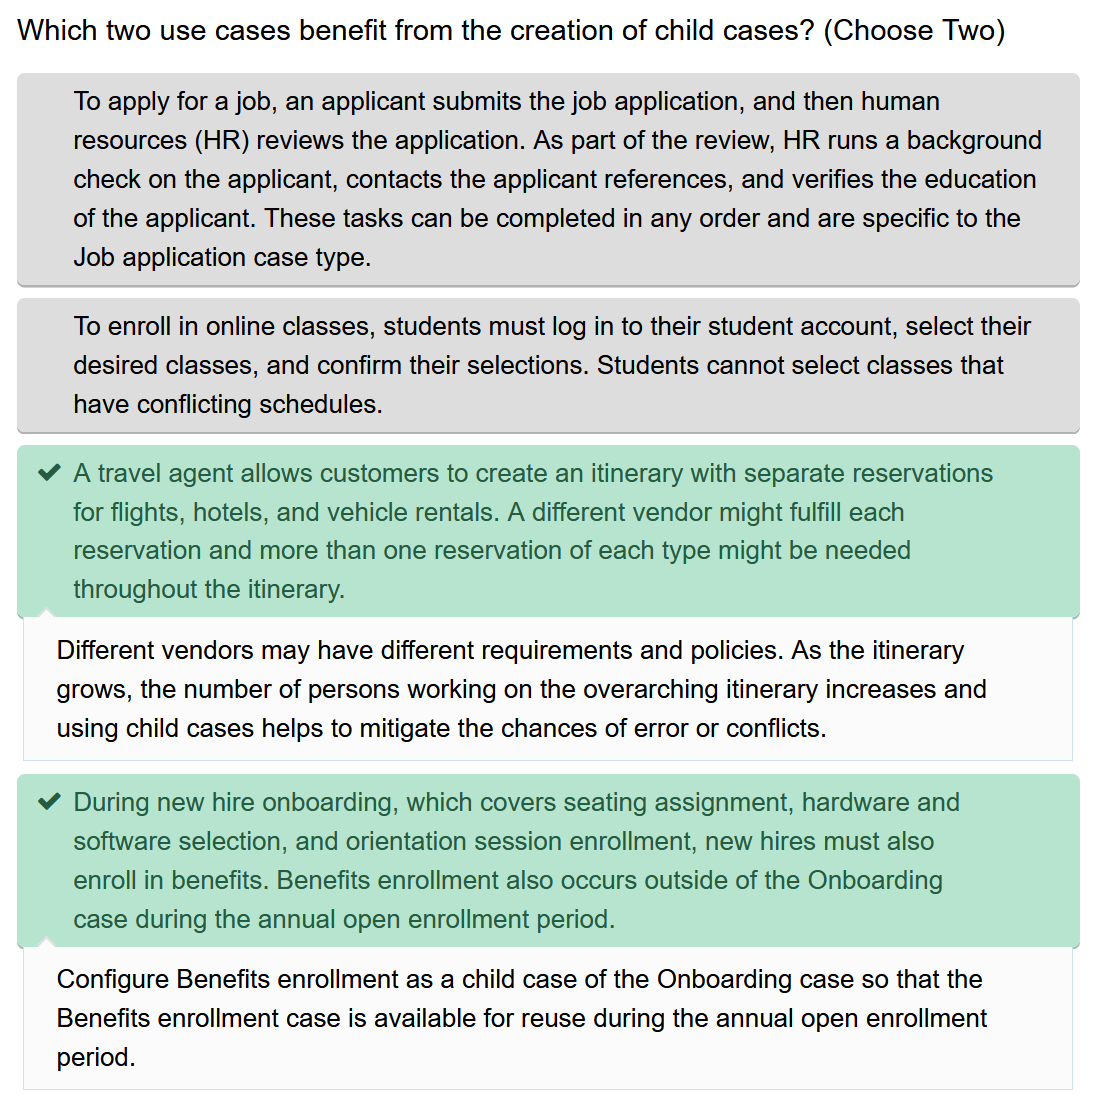 Which two use cases benefit from the creation of child cases? (Choose Two)
To apply for a job, an applicant submits the job application, and then human
resources (HR) reviews the application. As part of the review, HR runs a background
check on the applicant, contacts the applicant references, and verifies the education
of the applicant. These tasks can be completed in any order and are specific to the
Job application case type.
To enroll in online classes, students must log in to their student account, select their
desired classes, and confirm their selections. Students cannot select classes that
have conflicting schedules.
A travel agent allows customers to create an itinerary with separate reservations
for flights, hotels, and vehicle rentals. A different vendor might fulfill each
reservation and more than one reservation of each type might be needed
throughout the itinerary.
Different vendors may have different requirements and policies. As the itinerary
grows, the number of persons working on the overarching itinerary increases and
using child cases helps to mitigate the chances of error or conflicts.
During new hire onboarding, which covers seating assignment, hardware and
software selection, and orientation session enrollment, new hires must also
enroll in benefits. Benefits enrollment also occurs outside of the Onboarding
case during the annual open enrollment period.
Configure Benefits enrollment as a child case of the Onboarding case so that the
Benefits enrollment case is available for reuse during the annual open enrollment
period.